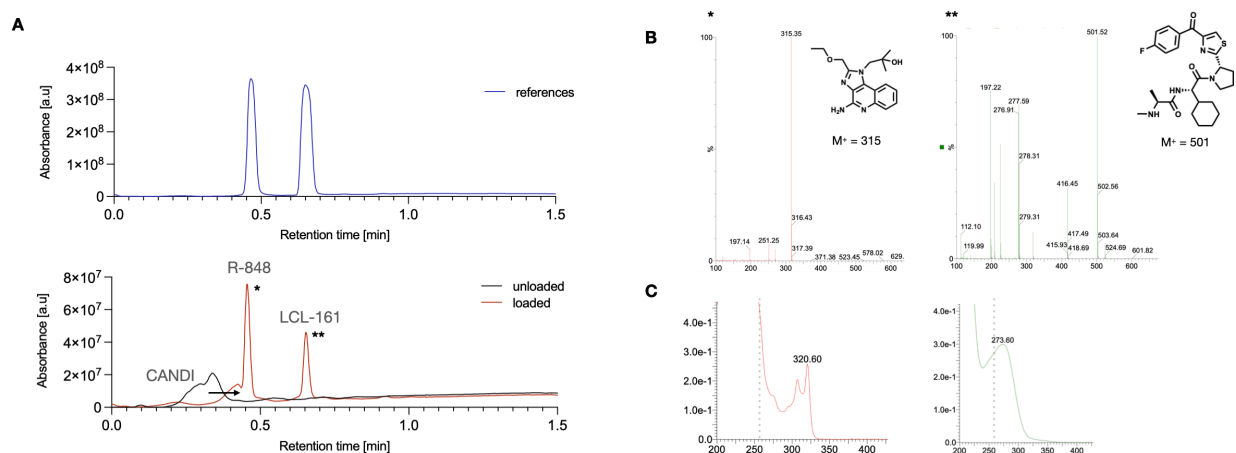 A
4×10⁸
3×10⁸
2×10⁸
1×10⁸
0
Absorbance [a.u]
references
0.0
0.5
1.0
1.5
Retention time [min]
8×10⁷
6×10⁷
4×10⁷
2×10⁷
0
Absorbance [a.u]
R-848
*
LCL-161
**
CANDI
unloaded
loaded
0.0
0.5
1.0
1.5
Retention time [min]
B
*
100
%
0
315.35
316.43
317.39
197.14
251.25
371.38
523.45
578.02
629.
100
200
300
400
500
600
O
N
N
OH
H₂N
N
M⁺ = 315
**
100
%
0
501.52
197.22
276.91
277.59
278.31
279.31
112.10
119.99
416.45
415.93
417.49
418.69
502.56
503.64
524.69
601.82
100
200
300
400
500
600
O
F
S
N
O
N
H
N
N
H
O
M⁺ = 501
C
4.0e-1
3.0e-1
2.0e-1
1.0e-1
0.0
320.60
200
250
300
350
400
4.0e-1
3.0e-1
2.0e-1
1.0e-1
0.0
273.60
200
250
300
350
400